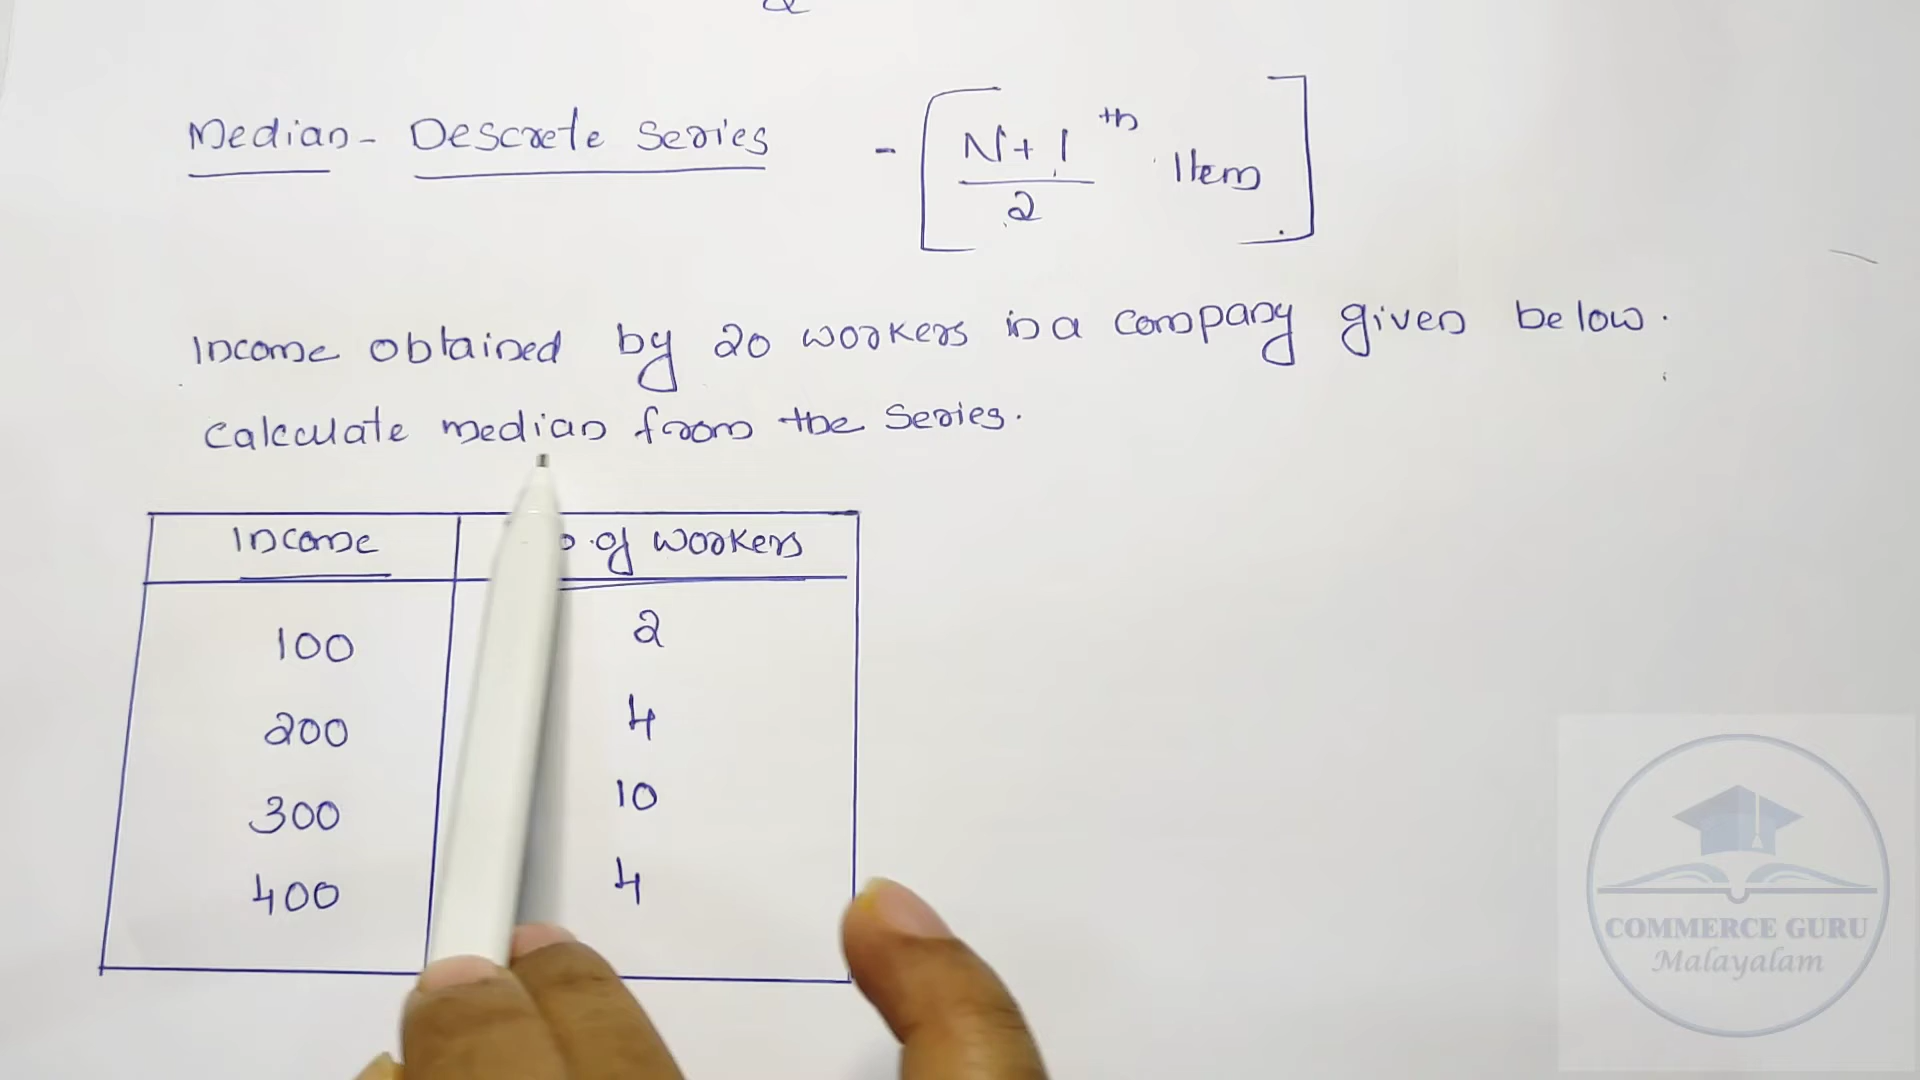 Median - Descrete Series - [N+1/2 th Item]
Income obtained by 20 workers in a company given below.
Calculate median from the series.
Income o. of workers
100 2
200 4
300 10
400 4
COMMERCE GURU
Malayalam